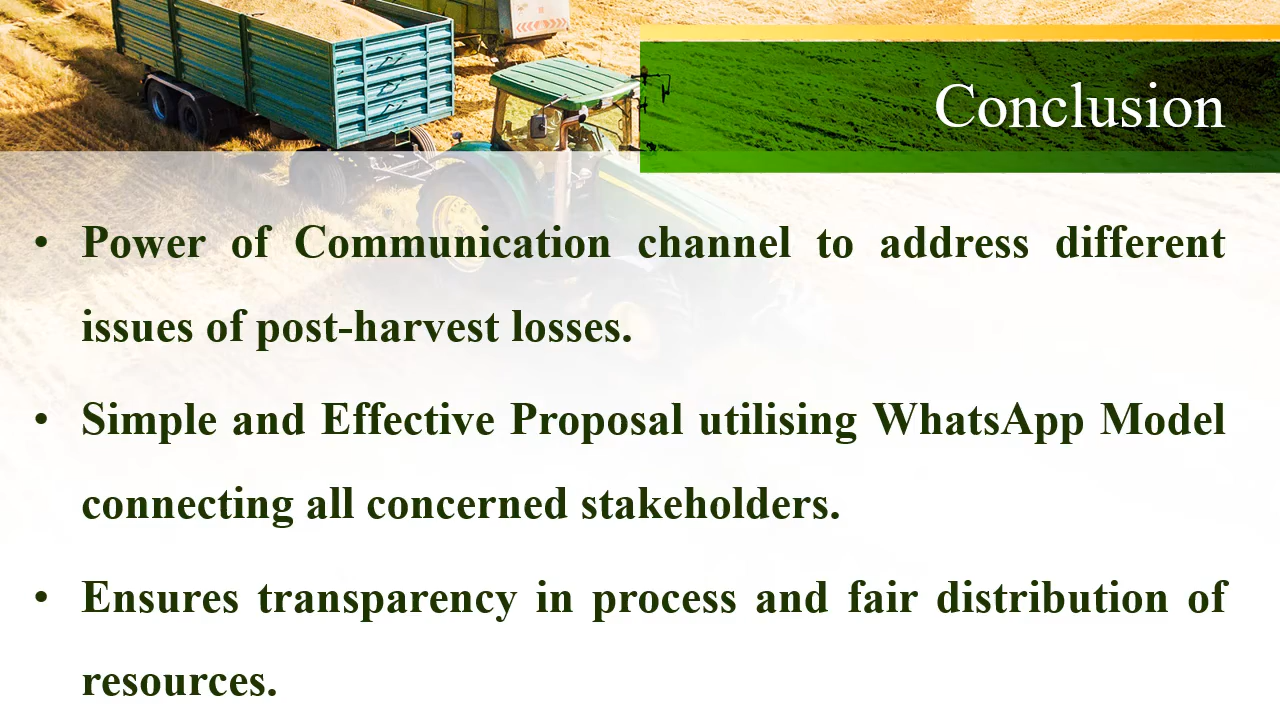 Conclusion
• Power of Communication channel to address different
issues of post-harvest losses.
• Simple and Effective Proposal utilising WhatsApp Model
connecting all concerned stakeholders.
• Ensures transparency in process and fair distribution of
resources.